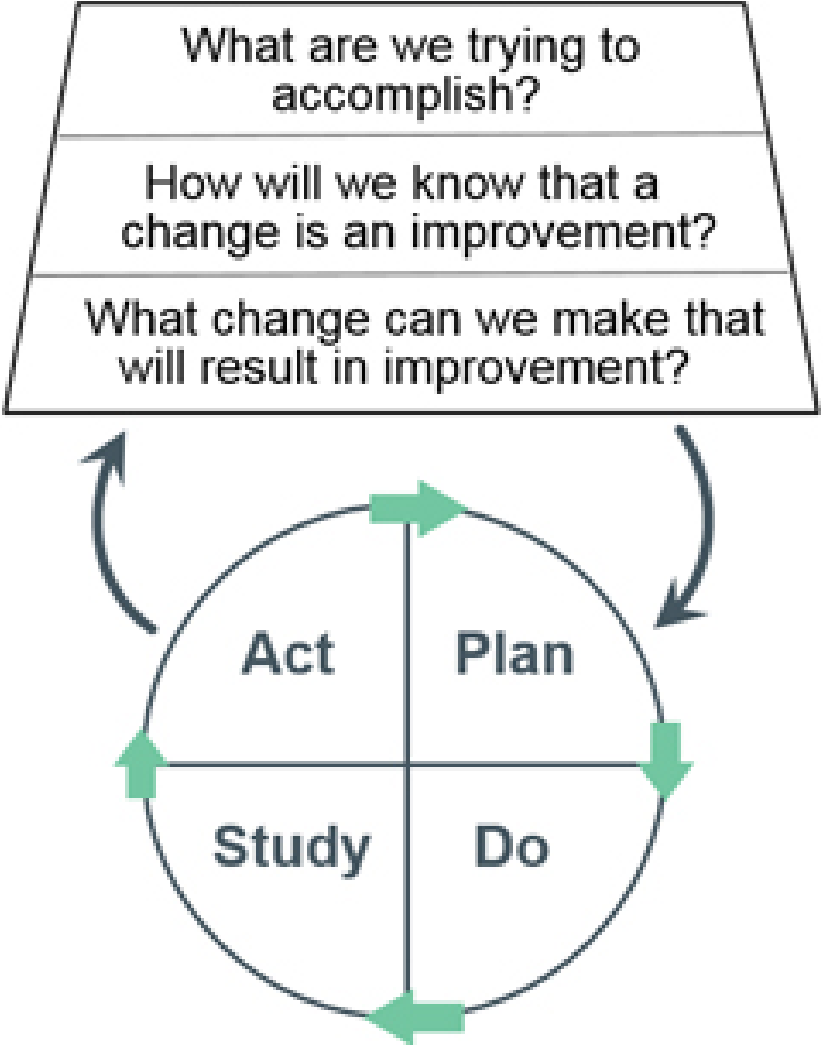 What are we trying to
accomplish?
How will we know that a
change is an improvement?
What change can we make that
will result in improvement?
Act
Plan
Study
Do